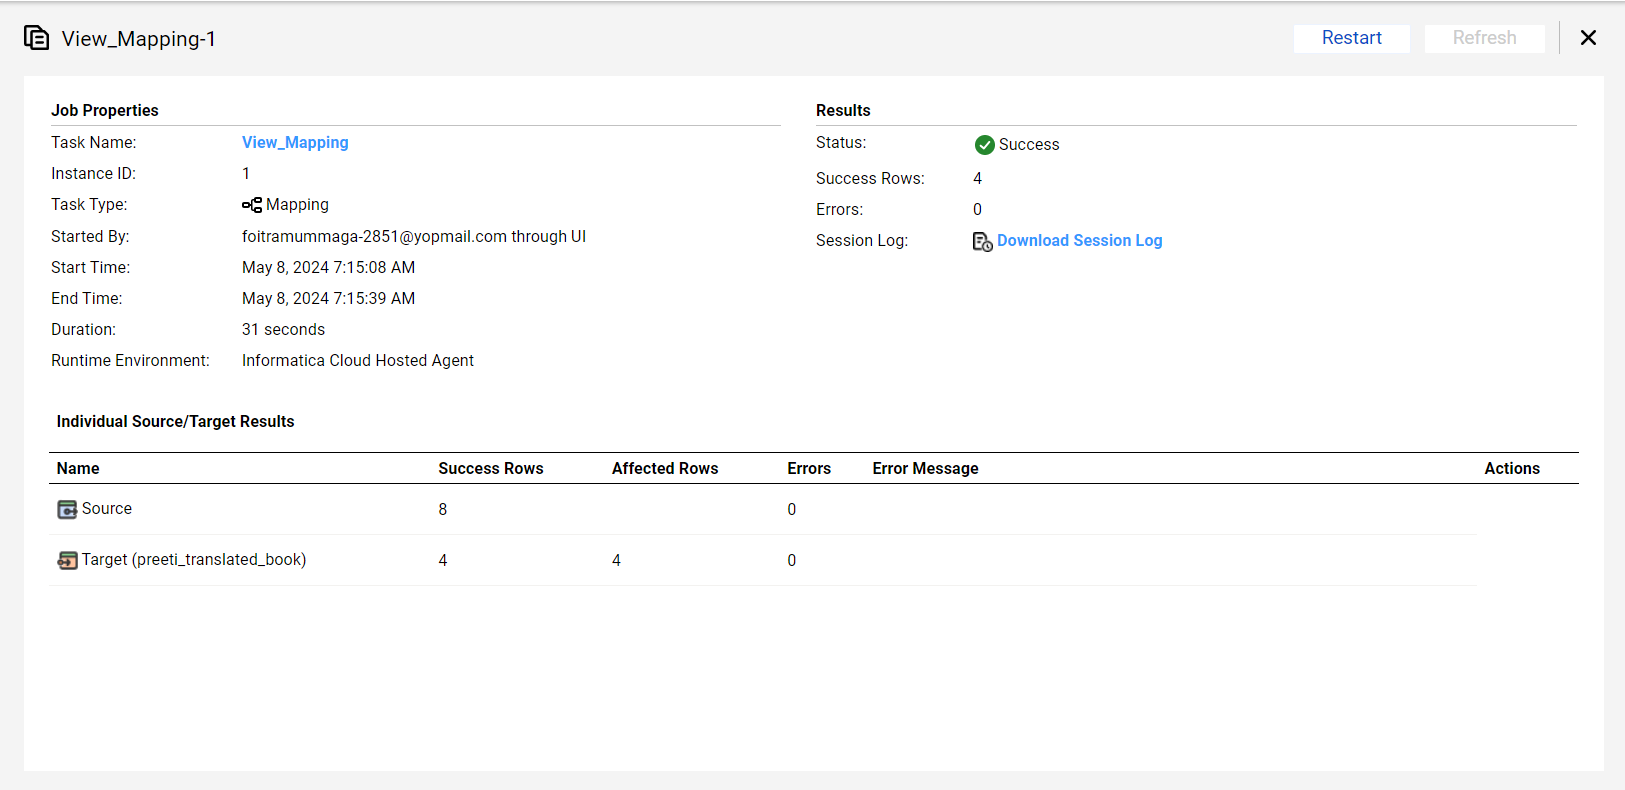 View_Mapping-1
Restart
Refresh
Job Properties
Task Name: View_Mapping
Instance ID: 1
Task Type: Mapping
Started By: foitramummaga-2851@yopmail.com through UI
Start Time: May 8, 2024 7:15:08 AM
End Time: May 8, 2024 7:15:39 AM
Duration: 31 seconds
Runtime Environment: Informatica Cloud Hosted Agent
Results
Status: Success
Success Rows: 4
Errors: 0
Session Log: Download Session Log
Individual Source/Target Results
Name Success Rows Affected Rows Errors Error Message Actions
Source 8 0
Target (preeti_translated_book) 4 4 0